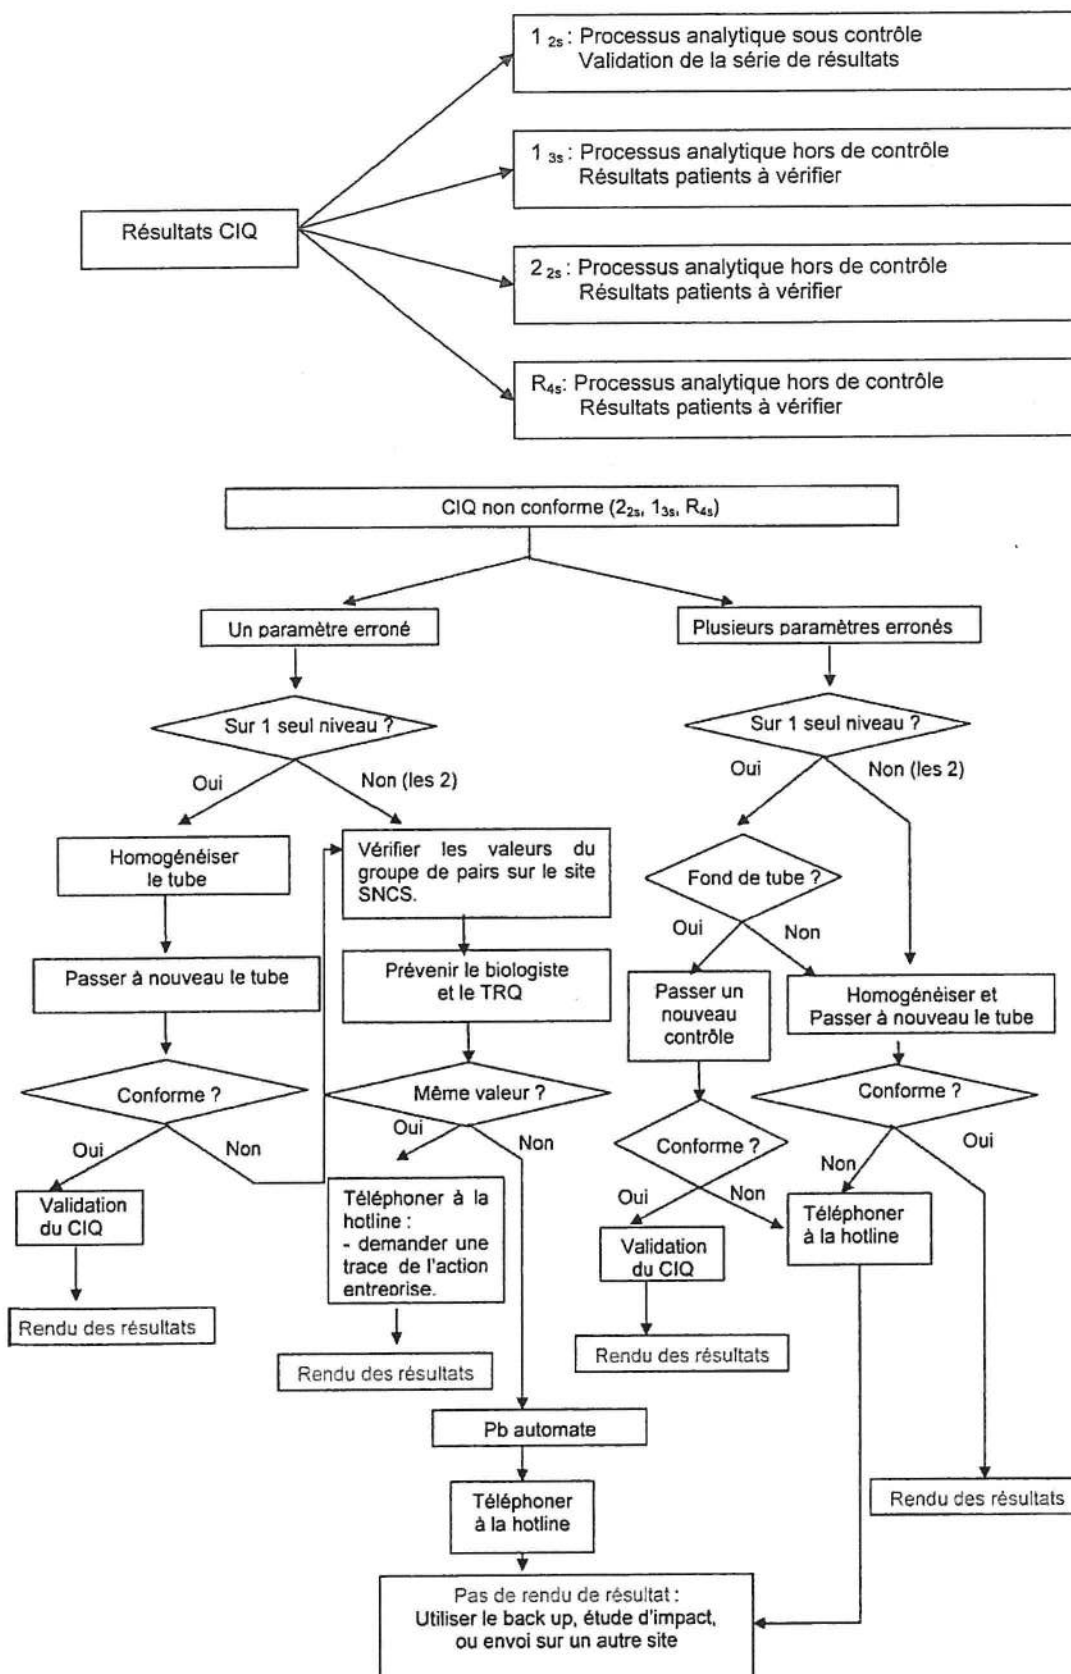 1 2s : Processus analytique sous contrôle
Validation de la série de résultats
1 3s : Processus analytique hors de contrôle
Résultats patients à vérifier
Résultats CIQ
2 2s : Processus analytique hors de contrôle
Résultats patients à vérifier
R4s: Processus analytique hors de contrôle
Résultats patients à vérifier
CIQ non conforme (22s, 13s, R4s)
Un paramètre erroné
Plusieurs paramètres erronés
Sur 1 seul niveau ?
Sur 1 seul niveau ?
Oui
Non (les 2)
Oui
Non (les 2)
Homogénéiser
le tube
Vérifier les valeurs du
groupe de pairs sur le site
SNCS.
Fond de tube ?
Oui
Non
Passer à nouveau le tube
Prévenir le biologiste
et le TRQ
Passer un
nouveau
contrôle
Homogénéiser et
Passer à nouveau le tube
Conforme ?
Même valeur ?
Conforme ?
Conforme ?
Oui
Non
Oui
Non
Oui
Non
Non
Oui
Validation
du CIQ
Téléphoner à la
hotline :
- demander une
trace de l'action
entreprise.
Validation
du CIQ
Téléphoner
à la hotline
Rendu des résultats
Rendu des résultats
Rendu des résultats
Pb automate
Téléphoner
à la hotline
Rendu des résultats
Pas de rendu de résultat :
Utiliser le back up, étude d'impact,
ou envoi sur un autre site